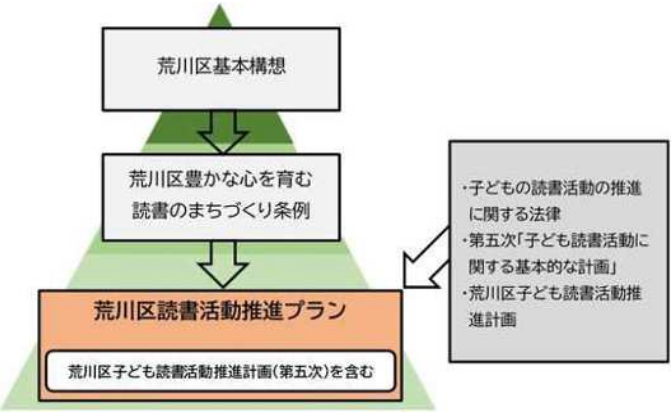 荒川区基本構想
荒川区豊かな心を育む
読書のまちづくり条例
荒川区読書活動推進プラン
荒川区子ども読書活動推進計画(第五次)を含む
・子どもの読書活動の推進
に関する法律
・第五次「子ども読書活動に
関する基本的な計画」
・荒川区子ども読書活動推
進計画